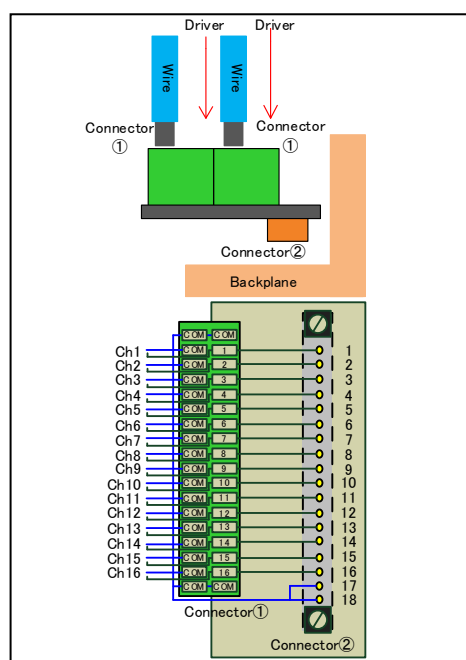 Driver Driver
Wire Wire
Connector
①
Connector
①
Connector②
Backplane
COM COM
Ch1 COM 1 1
Ch2 COM 2 2
Ch3 COM 3 3
Ch4 COM 4 4
Ch5 COM 5 5
Ch6 COM 6 6
Ch7 COM 7 7
Ch8 COM 8 8
Ch9 COM 9 9
Ch10 COM 10 10
Ch11 COM 11 11
Ch12 COM 12 12
Ch13 COM 13 13
Ch14 COM 14 14
Ch15 COM 15 15
Ch16 COM 16 16
COM COM 17
18
Connector①
Connector②